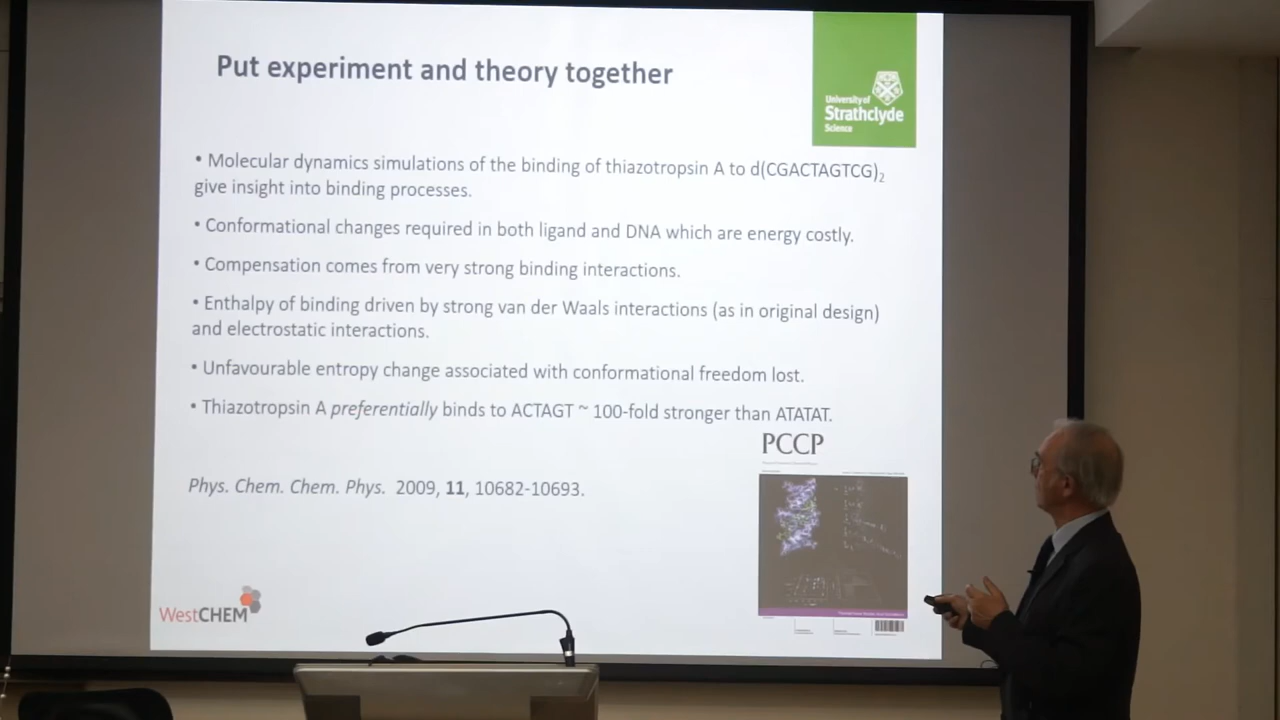 Put experiment and theory together
University of
Strathclyde
Science
• Molecular dynamics simulations of the binding of thiazotropsin A to d(CGACTAGTCG)₂
give insight into binding processes.
• Conformational changes required in both ligand and DNA which are energy costly.
• Compensation comes from very strong binding interactions.
• Enthalpy of binding driven by strong van der Waals interactions (as in original design)
and electrostatic interactions.
• Unfavourable entropy change associated with conformational freedom lost.
• Thiazotropsin A preferentially binds to ACTAGT ~ 100-fold stronger than ATATAT.
PCCP
Phys. Chem. Chem. Phys. 2009, 11, 10682-10693.
WestCHEM